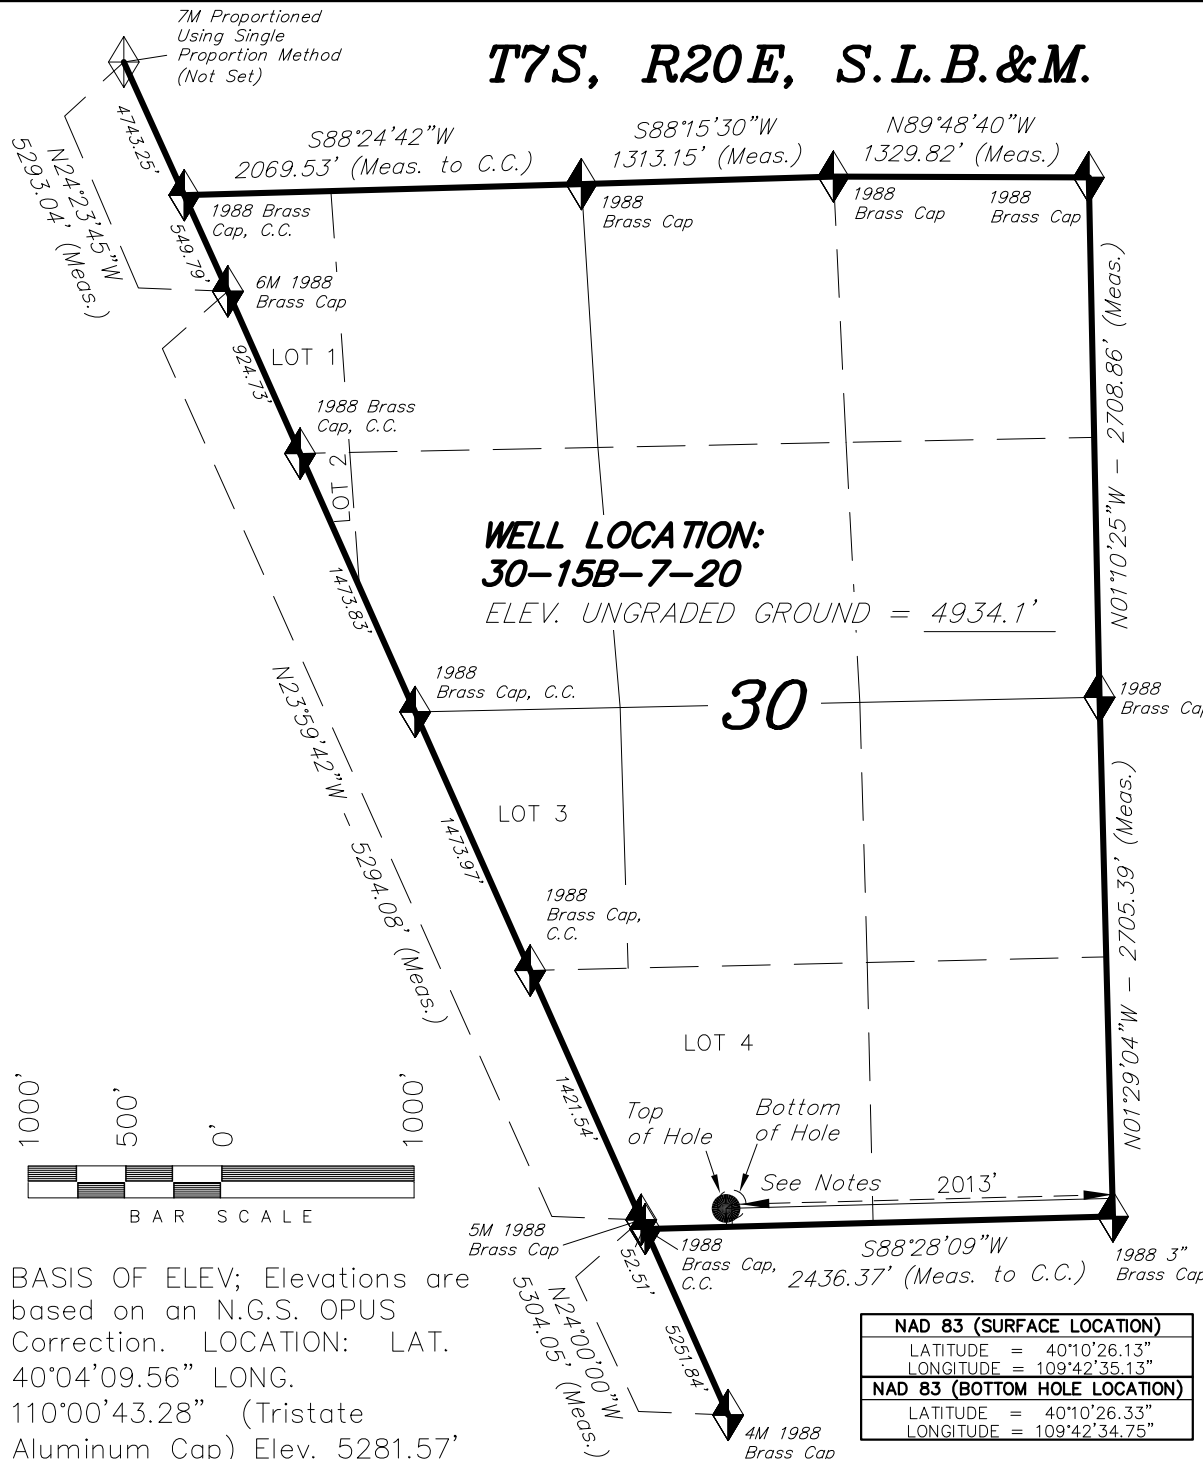 7M Proportioned
Using Single
Proportion Method
(Not Set)
T7S, R20E, S.L.B.&M.
4743.25'
S88°24'42"W
2069.53' (Meas. to C.C.)
S88°15'30"W
1313.15' (Meas.)
N89°48'40"W
1329.82' (Meas.)
N24°23'45"W
5293.04' (Meas.)
549.79'
1988 Brass
Cap, C.C.
1988
Brass Cap
1988
Brass Cap
1988
Brass Cap
6M 1988
Brass Cap
LOT 1
924.73'
1988 Brass
Cap, C.C.
LOT 2
N01°10'25"W - 2708.86' (Meas.)
WELL LOCATION:
30-15B-7-20
ELEV. UNGRADED GROUND = 4934.1'
1473.83'
N23°59'42"W - 5294.08' (Meas.)
1988
Brass Cap, C.C.
30
1988
Brass Cap
LOT 3
1473.97'
1988
Brass Cap,
C.C.
N01°29'04"W - 2705.39' (Meas.)
LOT 4
1421.54'
Top
of Hole
Bottom
of Hole
See Notes
2013'
1000'
500'
0'
1000'
BAR SCALE
5M 1988
Brass Cap
1988
Brass Cap,
C.C.
52.51'
S88°28'09"W
2436.37' (Meas. to C.C.)
1988 3"
Brass Cap
N24°00'00"W
5304.05' (Meas.)
5251.84'
4M 1988
Brass Cap
BASIS OF ELEV; Elevations are
based on an N.G.S. OPUS
Correction. LOCATION: LAT.
40°04'09.56" LONG.
110°00'43.28" (Tristate
Aluminum Cap) Elev. 5281.57'
NAD 83 (SURFACE LOCATION)
LATITUDE = 40°10'26.13"
LONGITUDE = 109°42'35.13"
NAD 83 (BOTTOM HOLE LOCATION)
LATITUDE = 40°10'26.33"
LONGITUDE = 109°42'34.75"